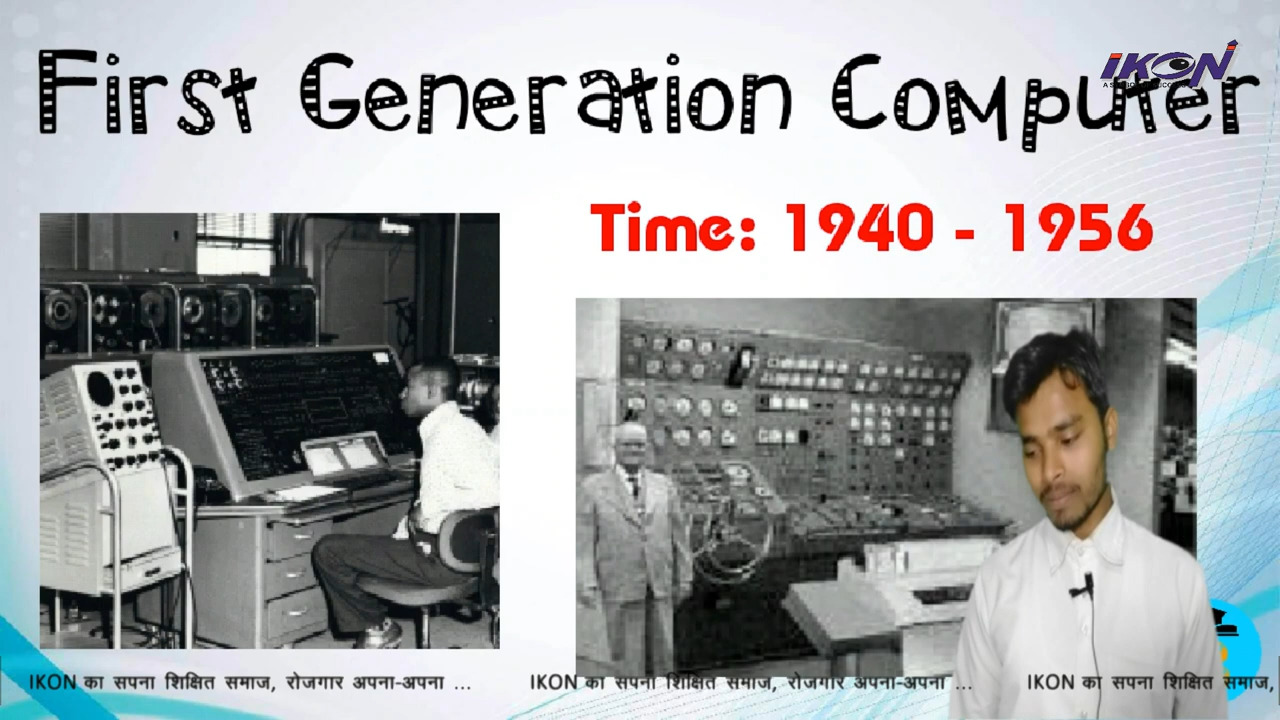 First Generation Computer
IKON
Time: 1940 - 1956
IKON का सपना शिक्षित समाज, रोजगार अपना-अपना ...
IKON का सपना शिक्षित समाज, रोजगार अपना-अपना ...
IKON का सपना शिक्षित समाज,